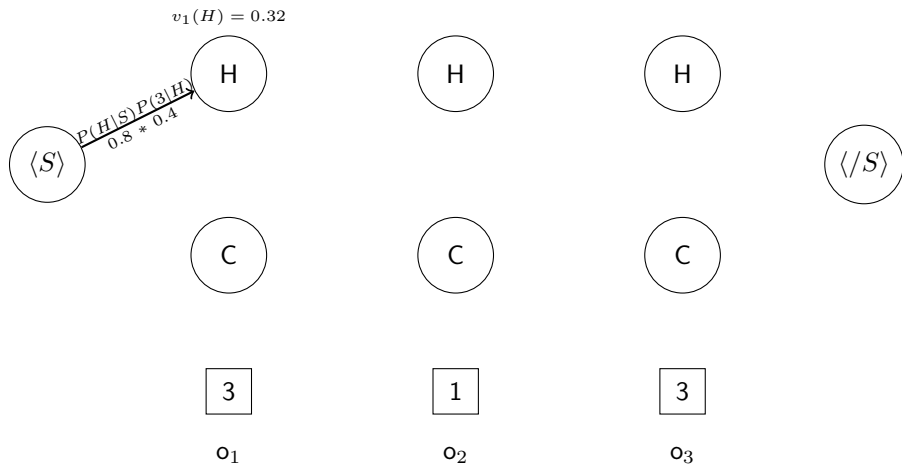 v₁(H) = 0.32
H H H
P(H|S)P(3|H)
0.8 * 0.4
⟨S⟩ ⟨/S⟩
C C C
3 1 3
o₁ o₂ o₃